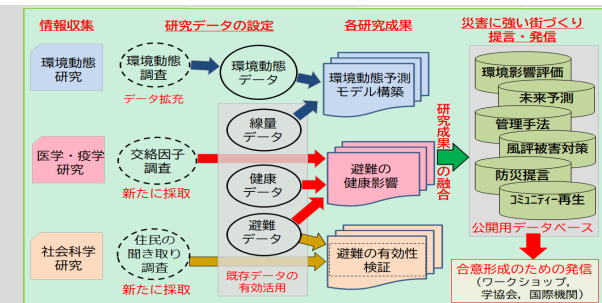 情報収集
研究データの設定
各研究成果
災害に強い街づくり
提言・発信
環境動態
研究
環境動態
調査
データ拡充
環境動態
データ
環境動態予測
モデル構築
線量
データ
医学・疫学
研究
交絡因子
調査
新たに採取
健康
データ
避難の
健康影響
避難
データ
社会科学
研究
住民の
聞き取り
調査
新たに採取
既存データの
有効活用
避難の有効性
検証
研究成果の融合
環境影響評価
未来予測
管理手法
風評被害対策
防災提言
コミュニティー再生
公開用データベース
合意形成のための発信
(ワークショップ,
学協会, 国際機関)